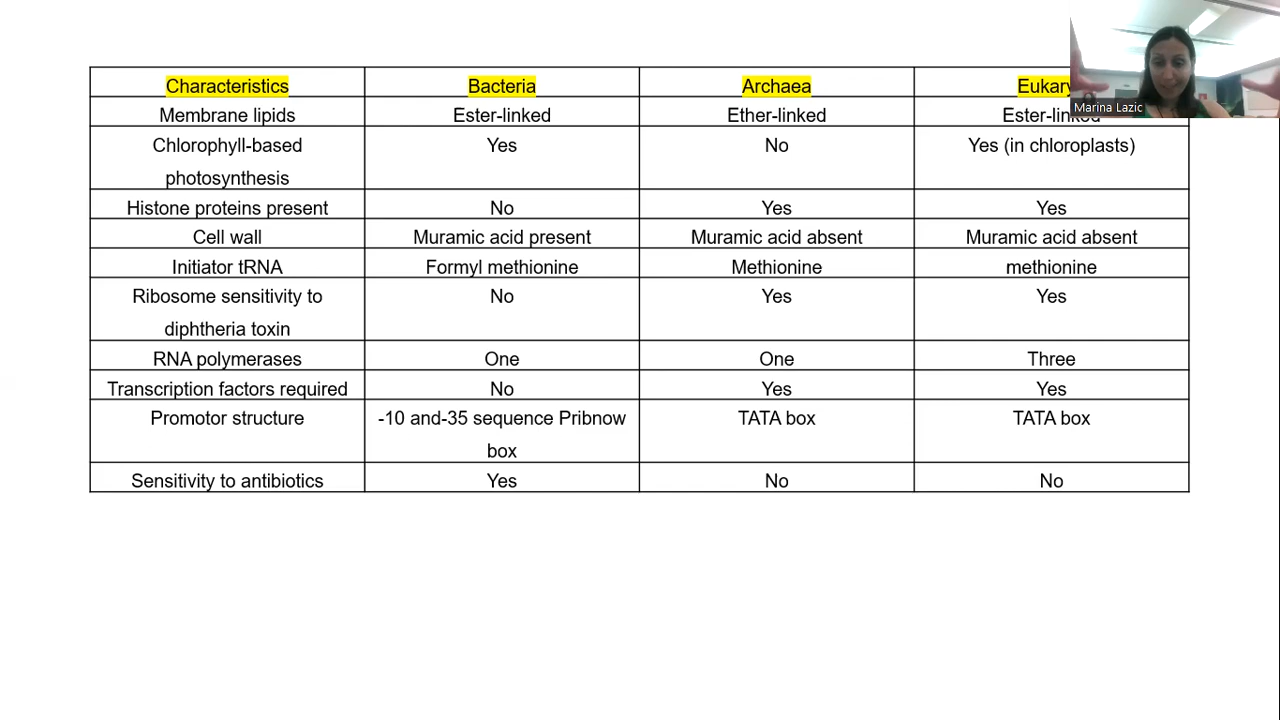 Characteristics Bacteria Archaea Eukary
Marina Lazic
Membrane lipids Ester-linked Ether-linked Ester-linked
Chlorophyll-based Yes No Yes (in chloroplasts)
photosynthesis
Histone proteins present No Yes Yes
Cell wall Muramic acid present Muramic acid absent Muramic acid absent
Initiator tRNA Formyl methionine Methionine methionine
Ribosome sensitivity to No Yes Yes
diphtheria toxin
RNA polymerases One One Three
Transcription factors required No Yes Yes
Promotor structure -10 and-35 sequence Pribnow TATA box TATA box
box
Sensitivity to antibiotics Yes No No